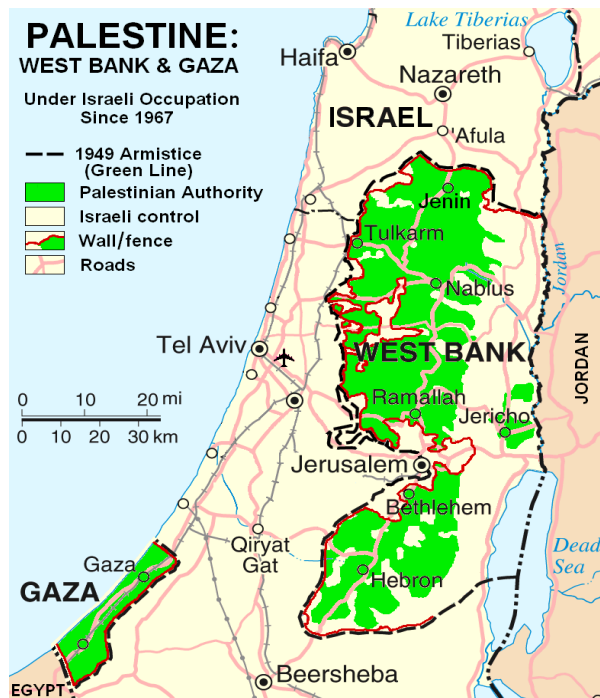 PALESTINE:
WEST BANK & GAZA
Under Israeli Occupation
Since 1967
1949 Armistice
(Green Line)
Palestinian Authority
Israeli control
Wall/fence
Roads
Lake Tiberias
Tiberias
Haifa
Nazareth
ISRAEL
'Afula
Jenin
Tulkarm
Nablus
Jordan
Tel Aviv
WEST BANK
JORDAN
0 10 20 mi
0 10 20 30 km
Ramallah
Jericho
Jerusalem
Bethlehem
Qiryat
Gat
Dead
Sea
Gaza
GAZA
Hebron
Beersheba
EGYPT